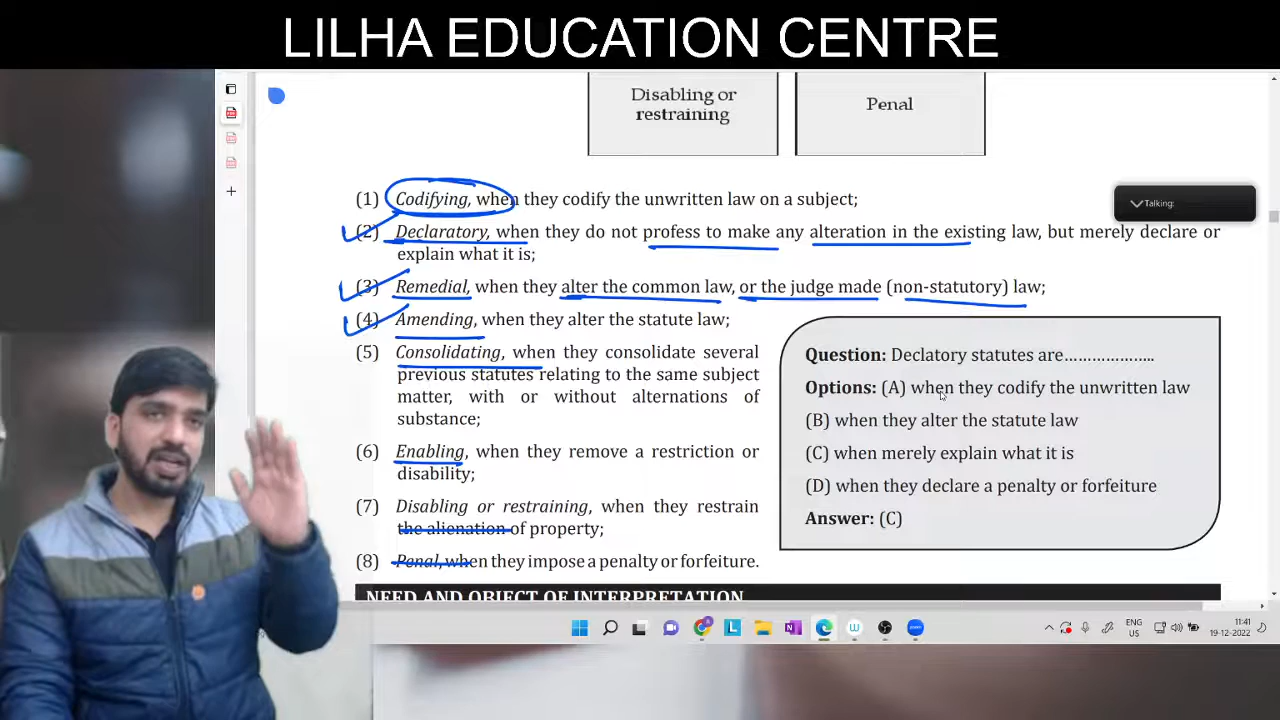 LILHA EDUCATION CENTRE
Disabling or
restraining
Penal
(1) Codifying, when they codify the unwritten law on a subject;
(2) Declaratory, when they do not profess to make any alteration in the existing law, but merely declare or
explain what it is;
(3) Remedial, when they alter the common law, or the judge made (non-statutory) law;
(4) Amending, when they alter the statute law;
(5) Consolidating, when they consolidate several
previous statutes relating to the same subject
matter, with or without alternations of
substance;
(6) Enabling, when they remove a restriction or
disability;
(7) Disabling or restraining, when they restrain
the alienation of property;
(8) Penal, when they impose a penalty or forfeiture.
Talking:
Question: Declatory statutes are………………...
Options: (A) when they codify the unwritten law
(B) when they alter the statute law
(C) when merely explain what it is
(D) when they declare a penalty or forfeiture
Answer: (C)
NEED AND OBJECT OF INTERPRETATION
ENG
US
11:41
19-12-2022